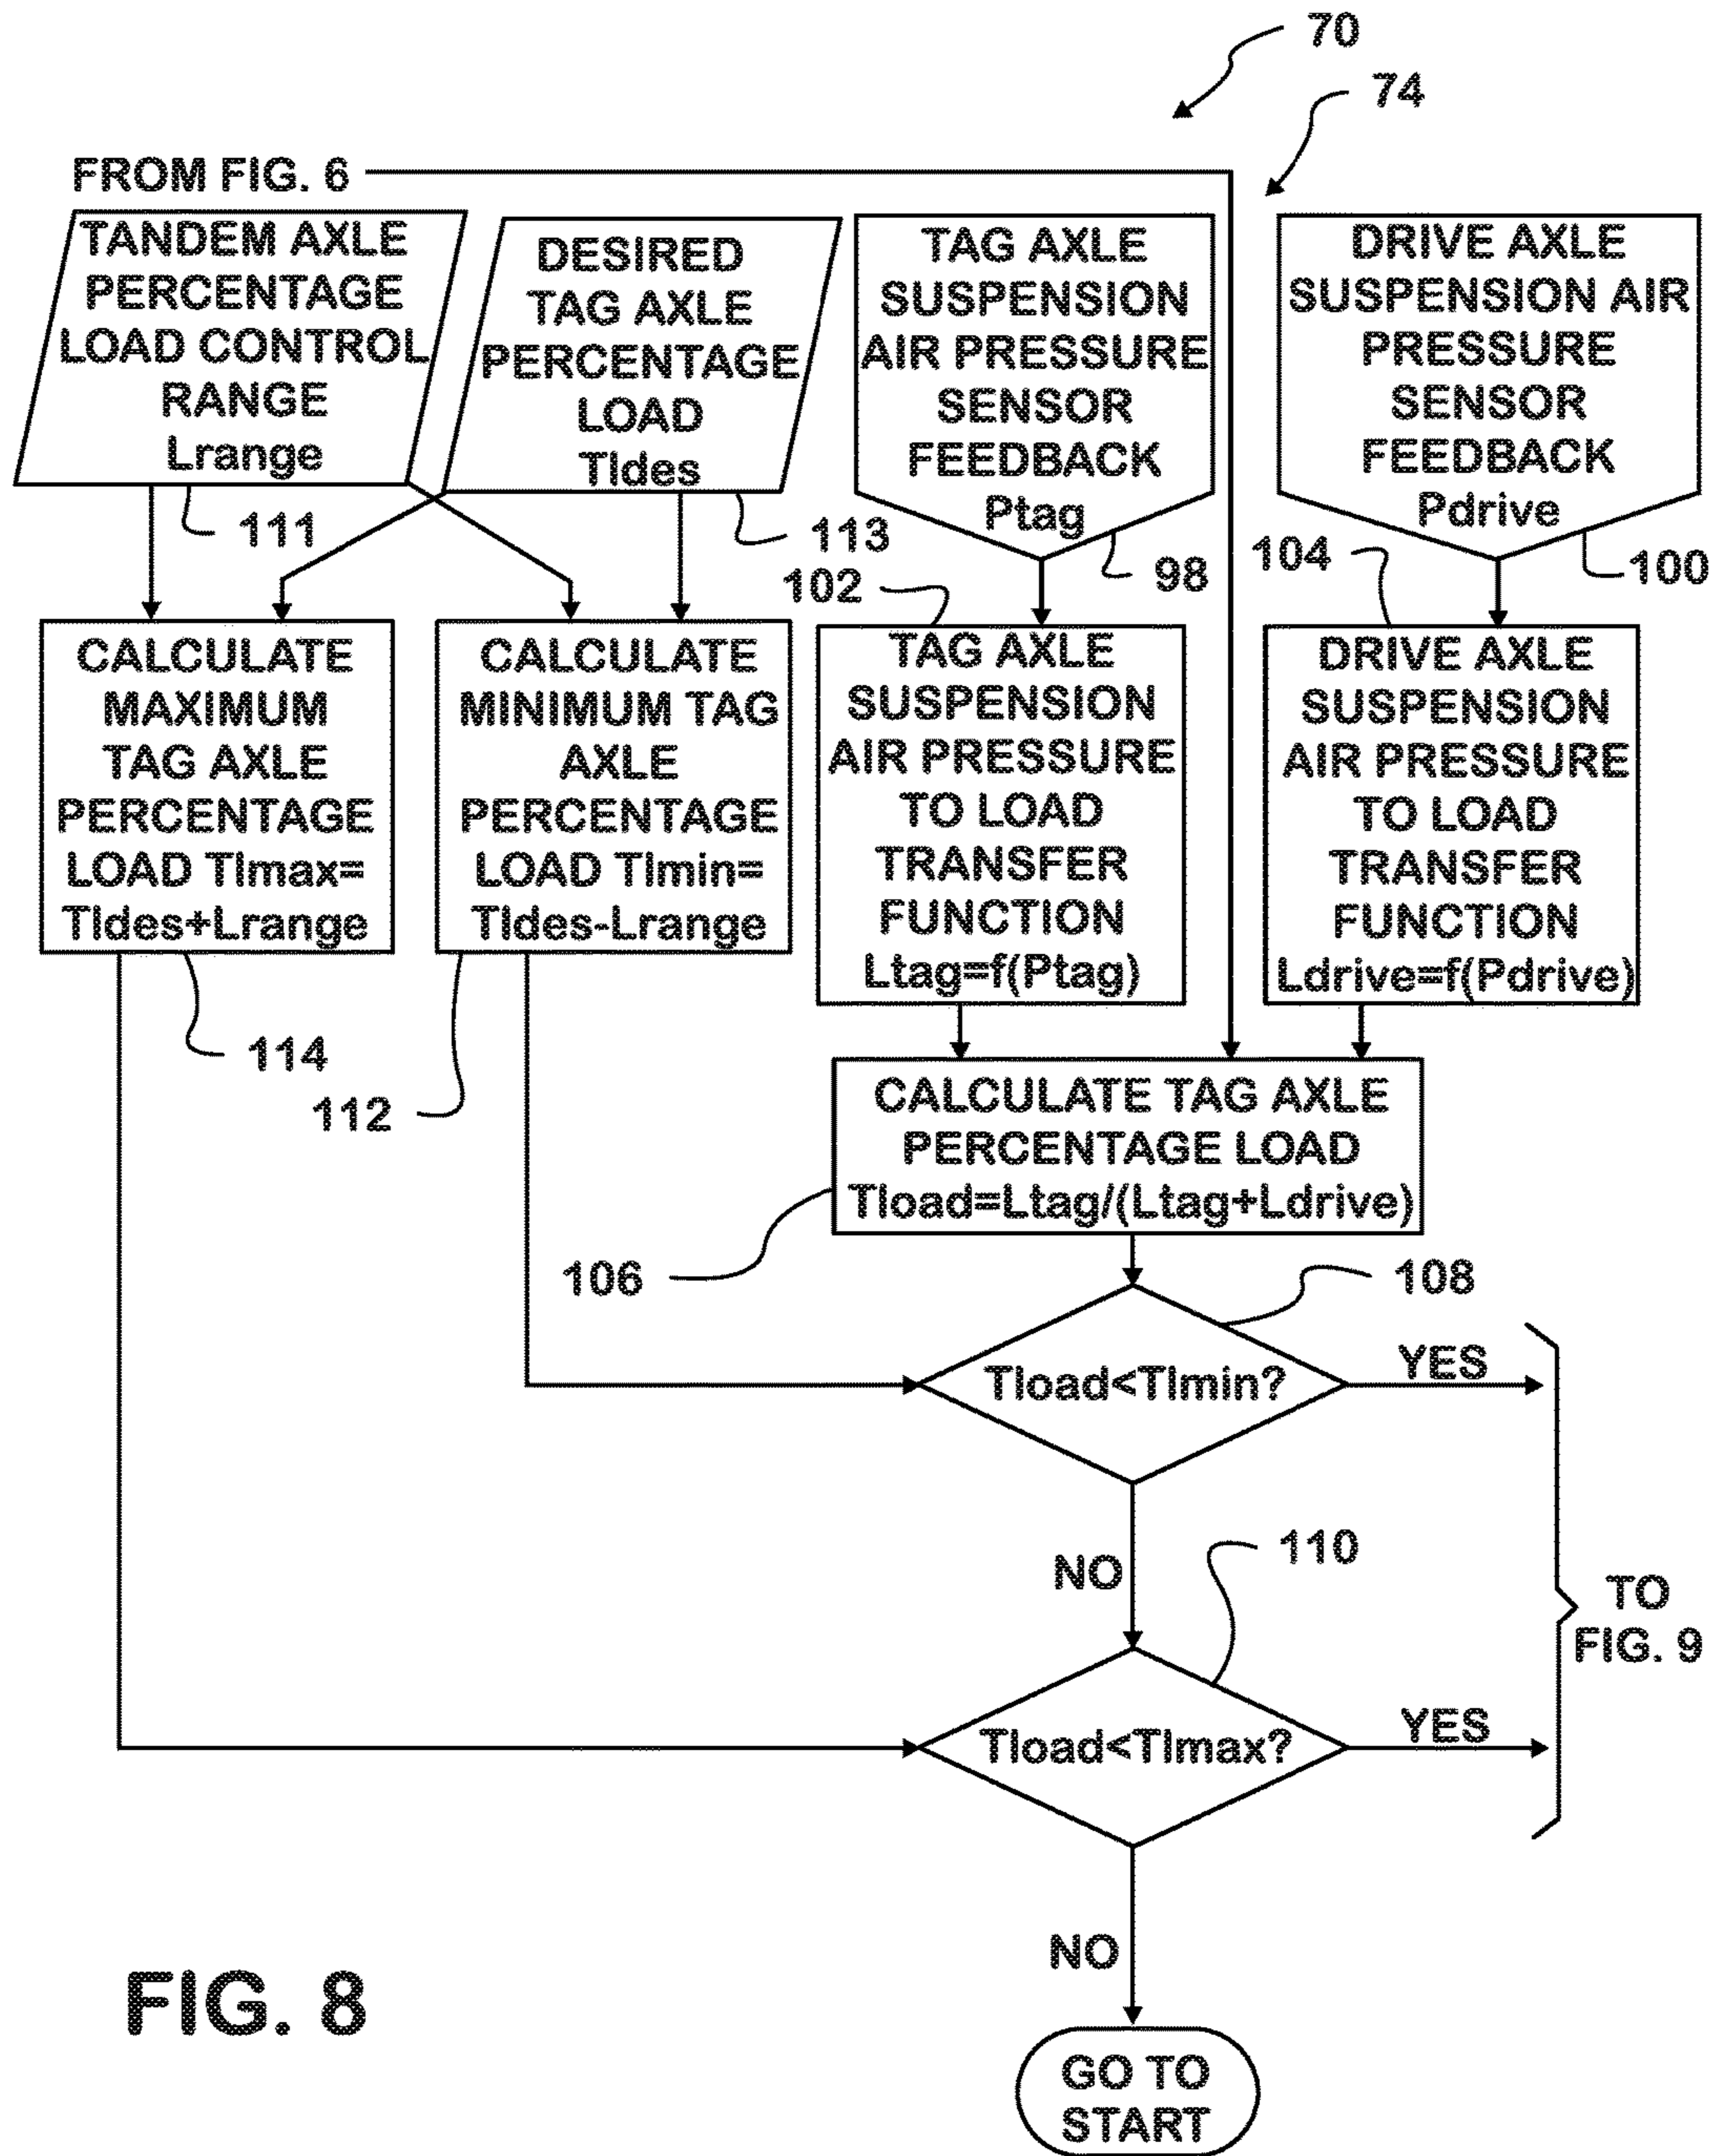 70
74
FROM FIG. 6
TANDEM AXLE
PERCENTAGE
LOAD CONTROL
RANGE
Lrange
111
DESIRED
TAG AXLE
PERCENTAGE
LOAD
Tldes
113
TAG AXLE
SUSPENSION
AIR PRESSURE
SENSOR
FEEDBACK
Ptag
98
DRIVE AXLE
SUSPENSION AIR
PRESSURE
SENSOR
FEEDBACK
Pdrive
100
102
104
CALCULATE
MAXIMUM
TAG AXLE
PERCENTAGE
LOAD Tlmax=
Tldes+Lrange
114
CALCULATE
MINIMUM TAG
AXLE
PERCENTAGE
LOAD Tlmin=
Tldes-Lrange
112
TAG AXLE
SUSPENSION
AIR PRESSURE
TO LOAD
TRANSFER
FUNCTION
Ltag=f(Ptag)
DRIVE AXLE
SUSPENSION
AIR PRESSURE
TO LOAD
TRANSFER
FUNCTION
Ldrive=f(Pdrive)
CALCULATE TAG AXLE
PERCENTAGE LOAD
Tload=Ltag/(Ltag+Ldrive)
106
108
Tload<Tlmin?
YES
NO
110
TO
FIG. 9
Tload<Tlmax?
YES
NO
GO TO
START
FIG. 8